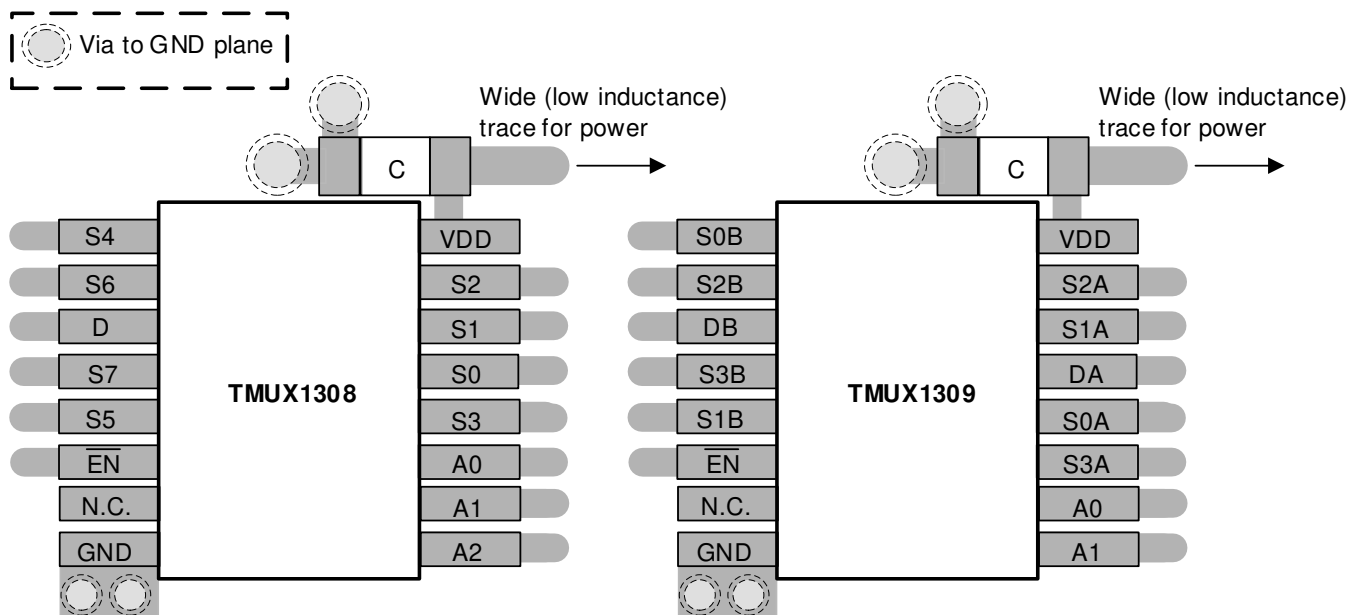 Via to GND plane
Wide (low inductance)
trace for power
C
S4
S6
D
S7
S5
EN
N.C.
GND
TMUX1308
VDD
S2
S1
S0
S3
A0
A1
A2
Wide (low inductance)
trace for power
C
S0B
S2B
DB
S3B
S1B
EN
N.C.
GND
TMUX1309
VDD
S2A
S1A
DA
S0A
S3A
A0
A1